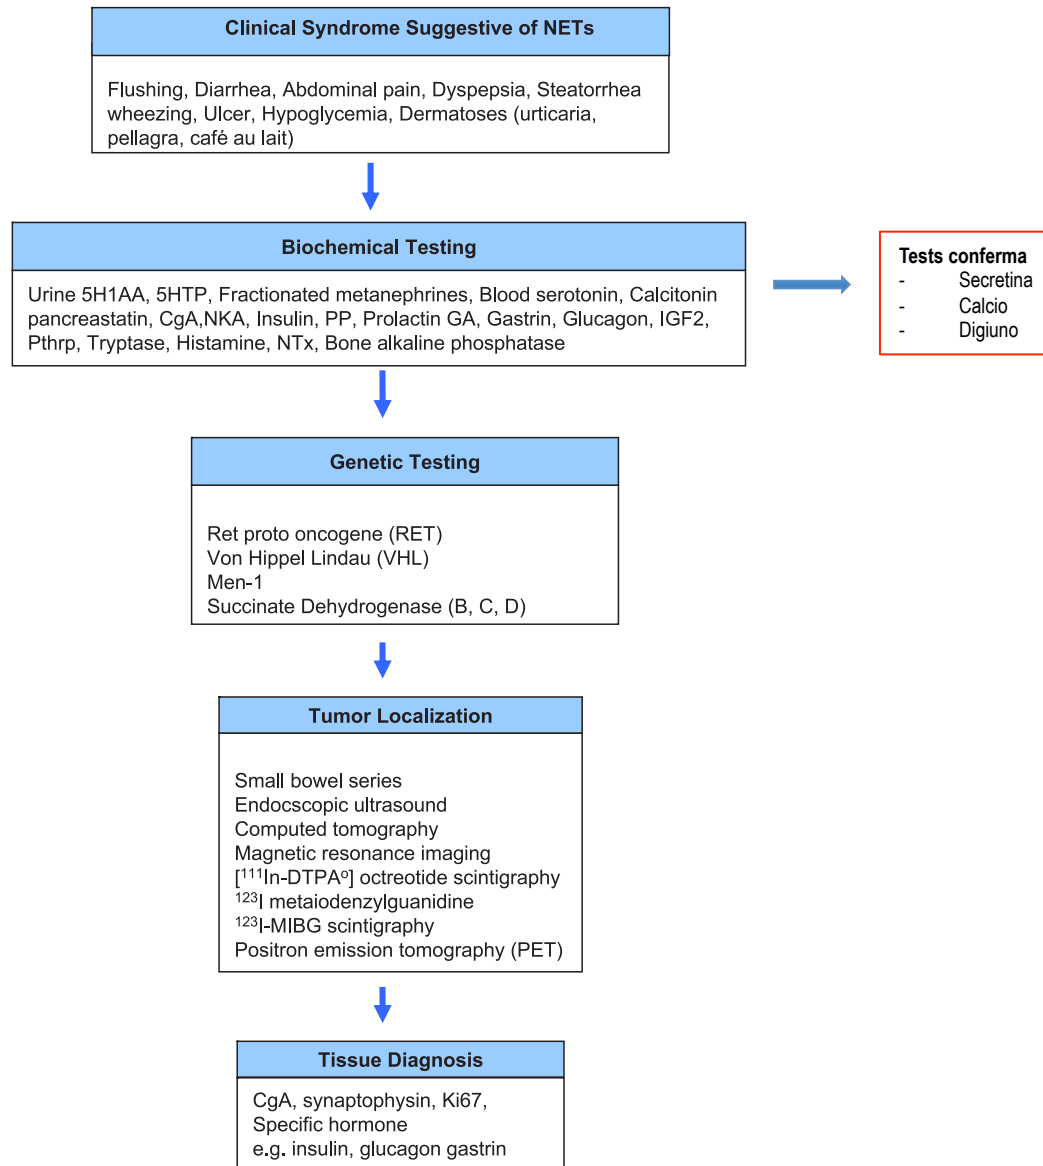 Clinical Syndrome Suggestive of NETs
Flushing, Diarrhea, Abdominal pain, Dyspepsia, Steatorrhea
wheezing, Ulcer, Hypoglycemia, Dermatoses (urticaria,
pellagra, café au lait)
Biochemical Testing
Urine 5H1AA, 5HTP, Fractionated metanephrines, Blood serotonin, Calcitonin
pancreastatin, CgA,NKA, Insulin, PP, Prolactin GA, Gastrin, Glucagon, IGF2,
Pthrp, Tryptase, Histamine, NTx, Bone alkaline phosphatase
Tests conferma
- Secretina
- Calcio
- Digiuno
Genetic Testing
Ret proto oncogene (RET)
Von Hippel Lindau (VHL)
Men-1
Succinate Dehydrogenase (B, C, D)
Tumor Localization
Small bowel series
Endocscopic ultrasound
Computed tomography
Magnetic resonance imaging
[¹¹¹In-DTPAº] octreotide scintigraphy
¹²³I metaiodenzylguanidine
¹²³I-MIBG scintigraphy
Positron emission tomography (PET)
Tissue Diagnosis
CgA, synaptophysin, Ki67,
Specific hormone
e.g. insulin, glucagon gastrin